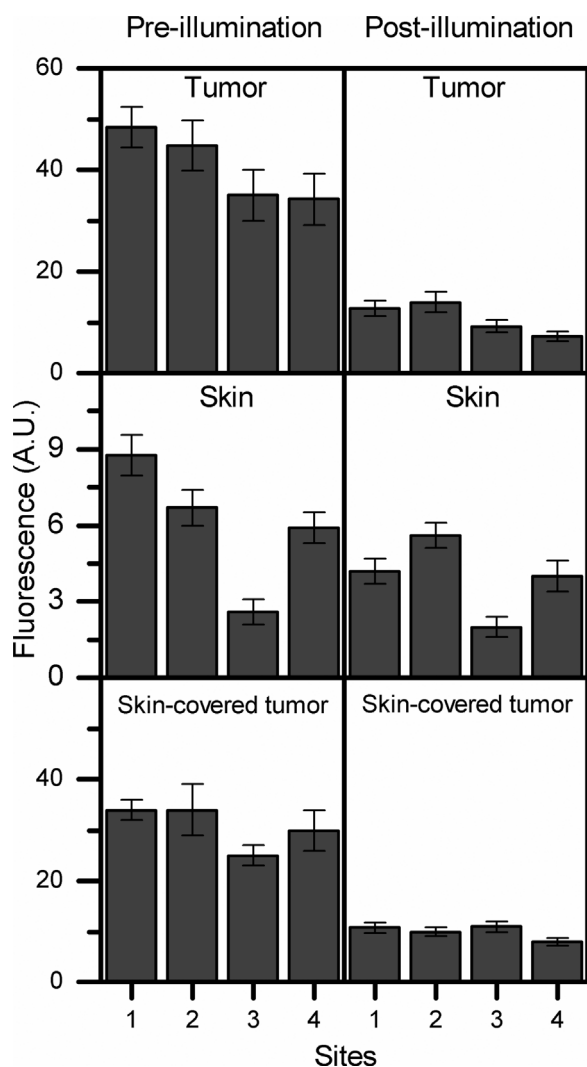 Pre-illumination Post-illumination
60
Tumor Tumor
40
20
0
Skin Skin
9
6
3
0
Skin-covered tumor Skin-covered tumor
40
20
0
1 2 3 4 1 2 3 4
Sites
Fluorescence (A.U.)